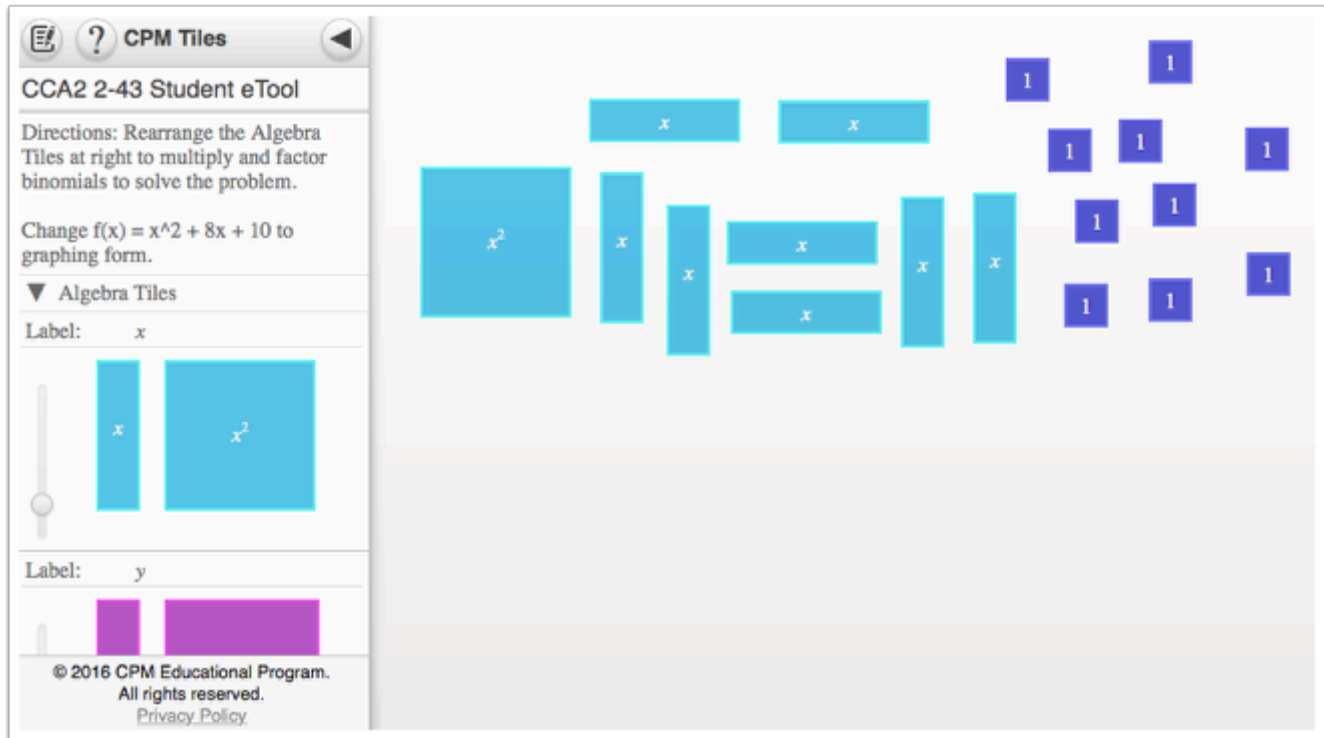 ? CPM Tiles
CCA2 2-43 Student eTool
Directions: Rearrange the Algebra
Tiles at right to multiply and factor
binomials to solve the problem.
Change f(x) = x^2 + 8x + 10 to
graphing form.
▼ Algebra Tiles
Label: x
x x²
Label: y
© 2016 CPM Educational Program.
All rights reserved.
Privacy Policy
x x
x² x x x x x x
1 1
1 1 1
1 1
1 1 1